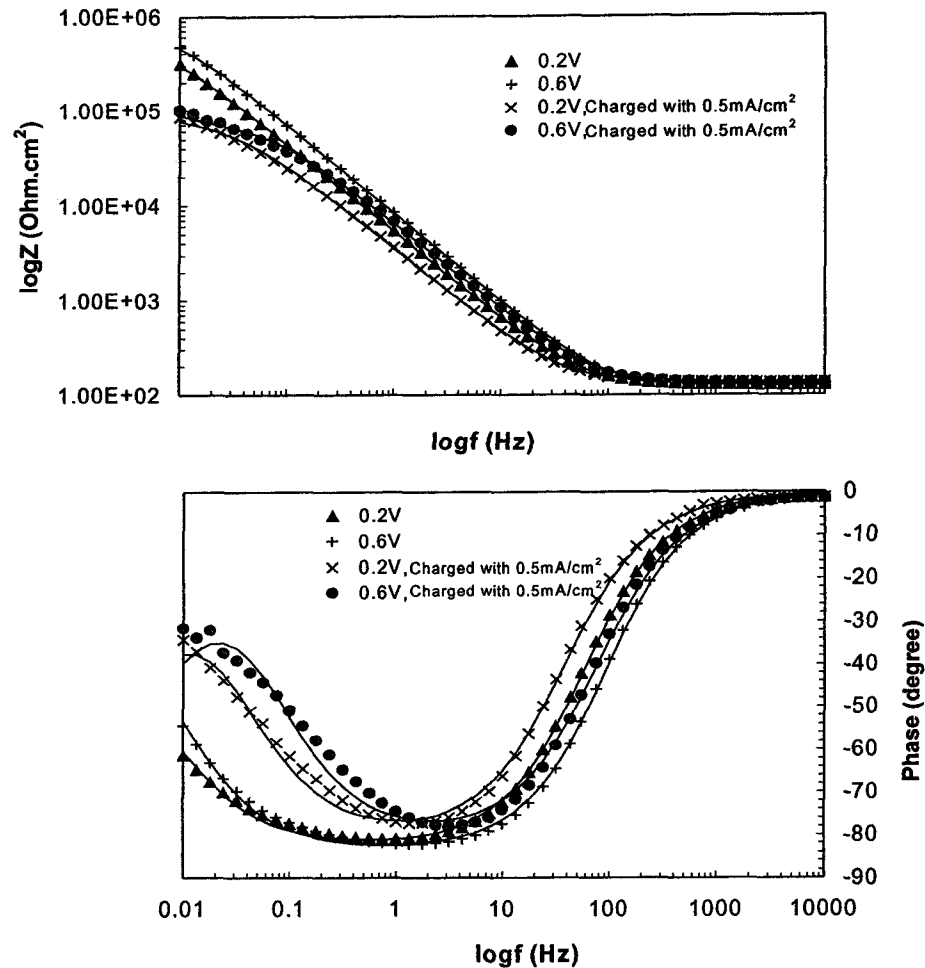 1.00E+06
1.00E+05
1.00E+04
1.00E+03
1.00E+02
logZ (Ohm.cm²)
0.2V
0.6V
0.2V,Charged with 0.5mA/cm²
0.6V,Charged with 0.5mA/cm²
logf (Hz)
0.2V
0.6V
0.2V,Charged with 0.5mA/cm²
0.6V,Charged with 0.5mA/cm²
0
-10
-20
-30
-40
-50
-60
-70
-80
-90
Phase (degree)
0.01 0.1 1 10 100 1000 10000
logf (Hz)